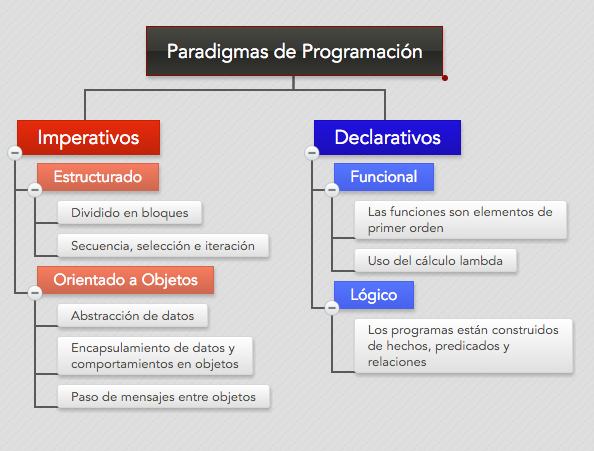 Paradigmas de Programación
Imperativos
Estructurado
Dividido en bloques
Secuencia, selección e iteración
Orientado a Objetos
Abstracción de datos
Encapsulamiento de datos y
comportamientos en objetos
Paso de mensajes entre objetos
Declarativos
Funcional
Las funciones son elementos de
primer orden
Uso del cálculo lambda
Lógico
Los programas están construidos
de hechos, predicados y
relaciones